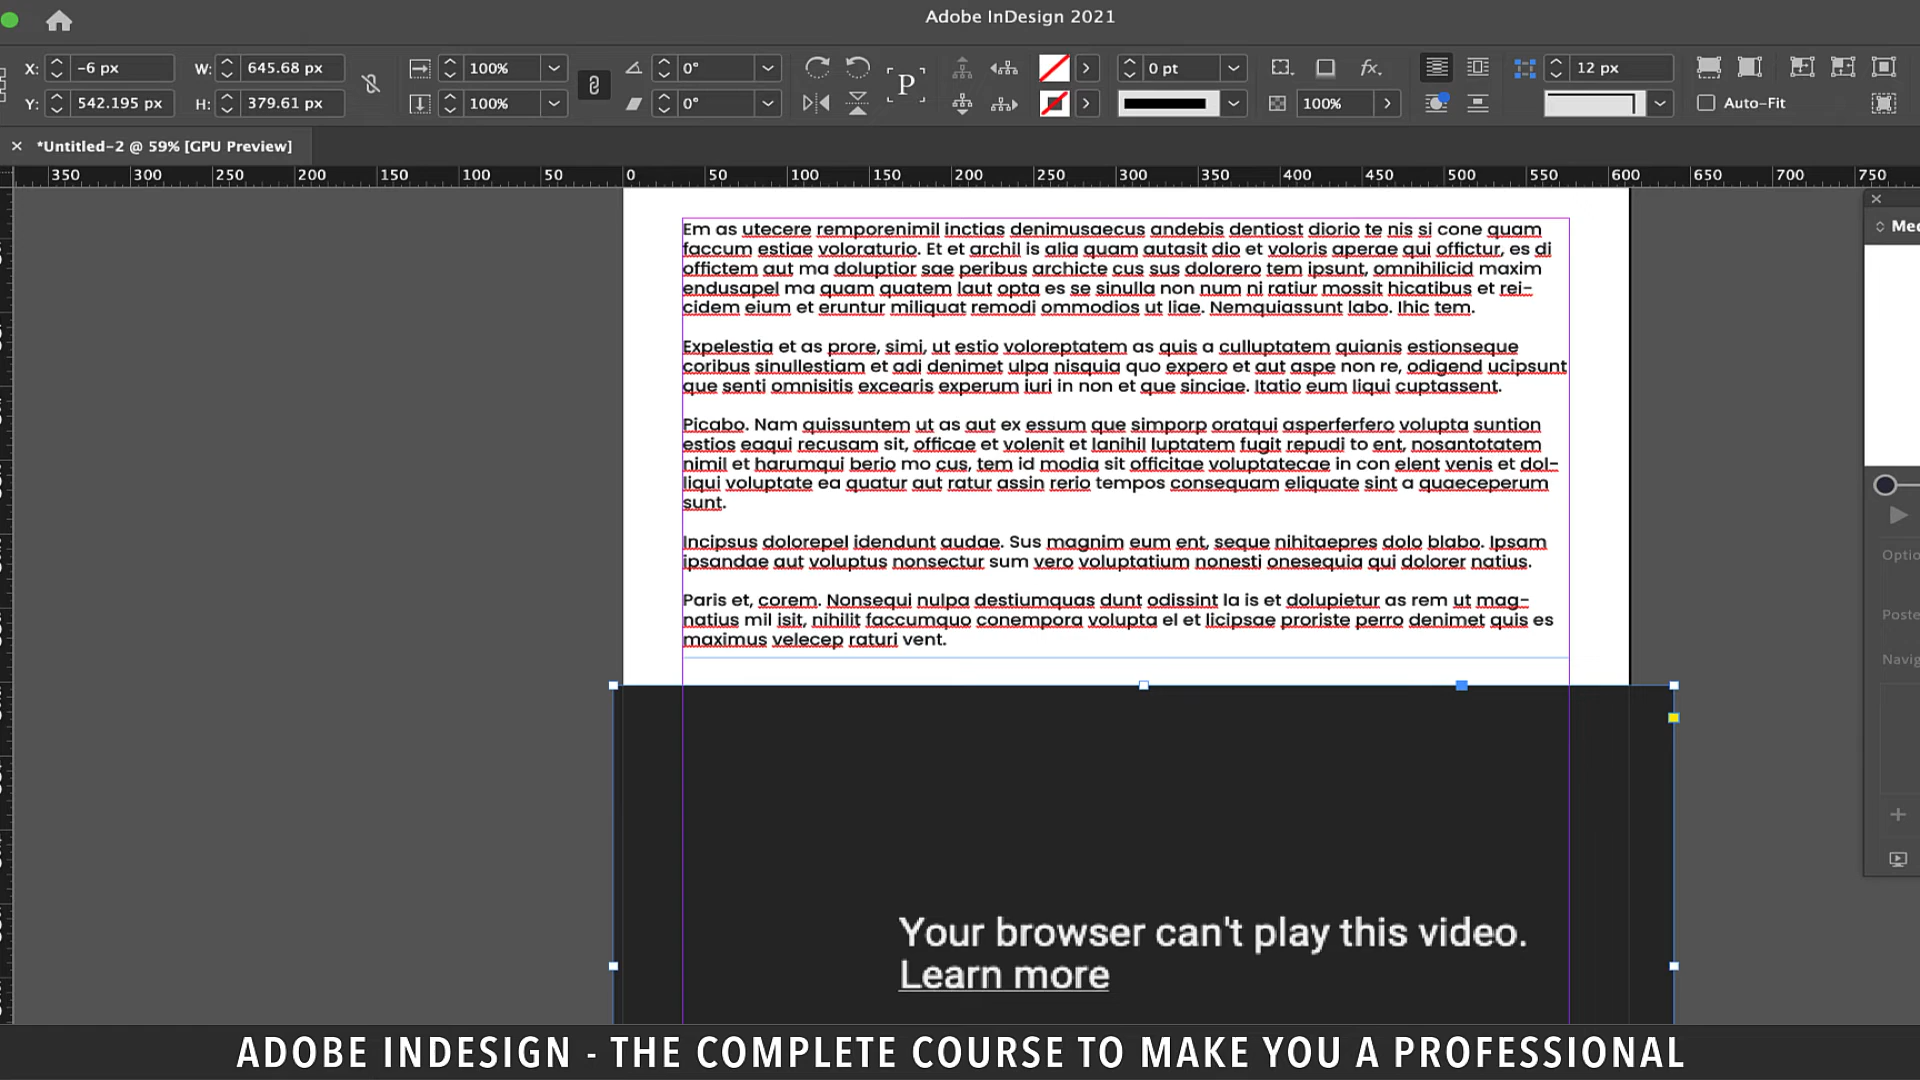 Adobe InDesign 2021
X: -6 px W: 645.68 px 100% 0° P 0 pt fx. 12 px
Y: 542.195 px H: 379.61 px 100% 0° 100% Auto-Fit
*Untitled-2 @ 59% [GPU Preview]
350 300 250 200 150 100 50 0 50 100 150 200 250 300 350 400 450 500 550 600 650 700 750
Em as utecere remporenimil inctias denimusaecus andebis dentiost diorio te nis si cone quam
faccum estiae voloraturio. Et et archil is alia quam autasit dio et voloris aperae qui offictur, es di
offictem aut ma doluptior sae peribus archicte cus sus dolorero tem ipsunt, omnihilicid maxim
endusapel ma quam quatem laut opta es se sinulla non num ni ratiur mossit hicatibus et rei-
cidem eium et eruntur miliquat remodi ommodios ut liae. Nemquiassunt labo. Ihic tem.
Expelestia et as prore, simi, ut estio voloreptatem as quis a culluptatem quianis estionseque
coribus sinullestiam et adi denimet ulpa nisquia quo expero et aut aspe non re, odigend ucipsunt
que senti omnisitis excearis experum iuri in non et que sinciae. Itatio eum liqui cuptassent.
Picabo. Nam quissuntem ut as aut ex essum que simporp oratqui asperferfero volupta suntion
estios eaqui recusam sit, officae et volenit et lanihil luptatem fugit repudi to ent, nosantotatem
nimil et harumqui berio mo cus, tem id modia sit officitae voluptatecae in con elent venis et dol-
liqui voluptate ea quatur aut ratur assin rerio tempos consequam eliquate sint a quaeceperum
sunt.
Incipsus dolorepel idendunt audae. Sus magnim eum ent, seque nihitaepres dolo blabo. Ipsam
ipsandae aut voluptus nonsectur sum vero voluptatium nonesti onesequia qui dolorer natius.
Paris et, corem. Nonsequi nulpa destiumquas dunt odissint la is et dolupietur as rem ut mag-
natius mil isit, nihilit faccumquo conempora volupta el et licipsae proriste perro denimet quis es
maximus velecep raturi vent.
Med
Optio
Poste
Navig
Your browser can't play this video.
Learn more
ADOBE INDESIGN - THE COMPLETE COURSE TO MAKE YOU A PROFESSIONAL